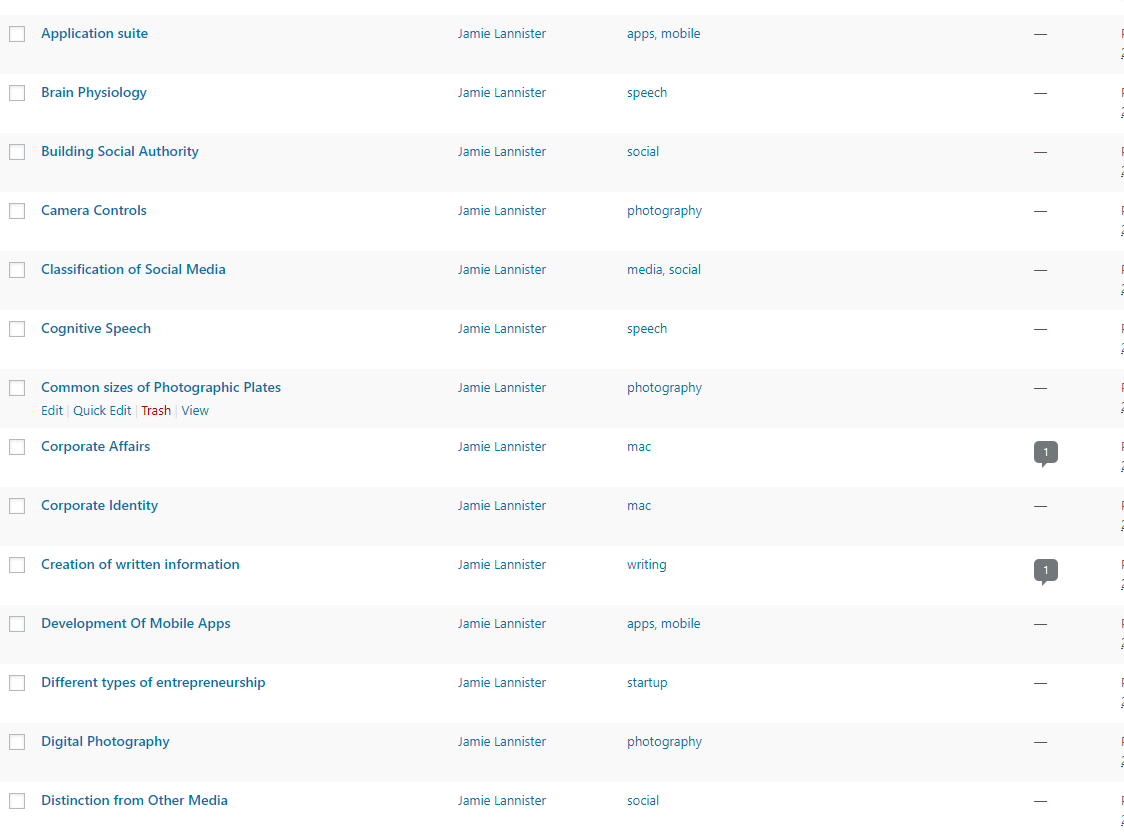 Application suite Jamie Lannister apps, mobile —
Brain Physiology Jamie Lannister speech —
Building Social Authority Jamie Lannister social —
Camera Controls Jamie Lannister photography —
Classification of Social Media Jamie Lannister media, social —
Cognitive Speech Jamie Lannister speech —
Common sizes of Photographic Plates Jamie Lannister photography —
Edit | Quick Edit | Trash | View
Corporate Affairs Jamie Lannister mac 1
Corporate Identity Jamie Lannister mac —
Creation of written information Jamie Lannister writing 1
Development Of Mobile Apps Jamie Lannister apps, mobile —
Different types of entrepreneurship Jamie Lannister startup —
Digital Photography Jamie Lannister photography —
Distinction from Other Media Jamie Lannister social —